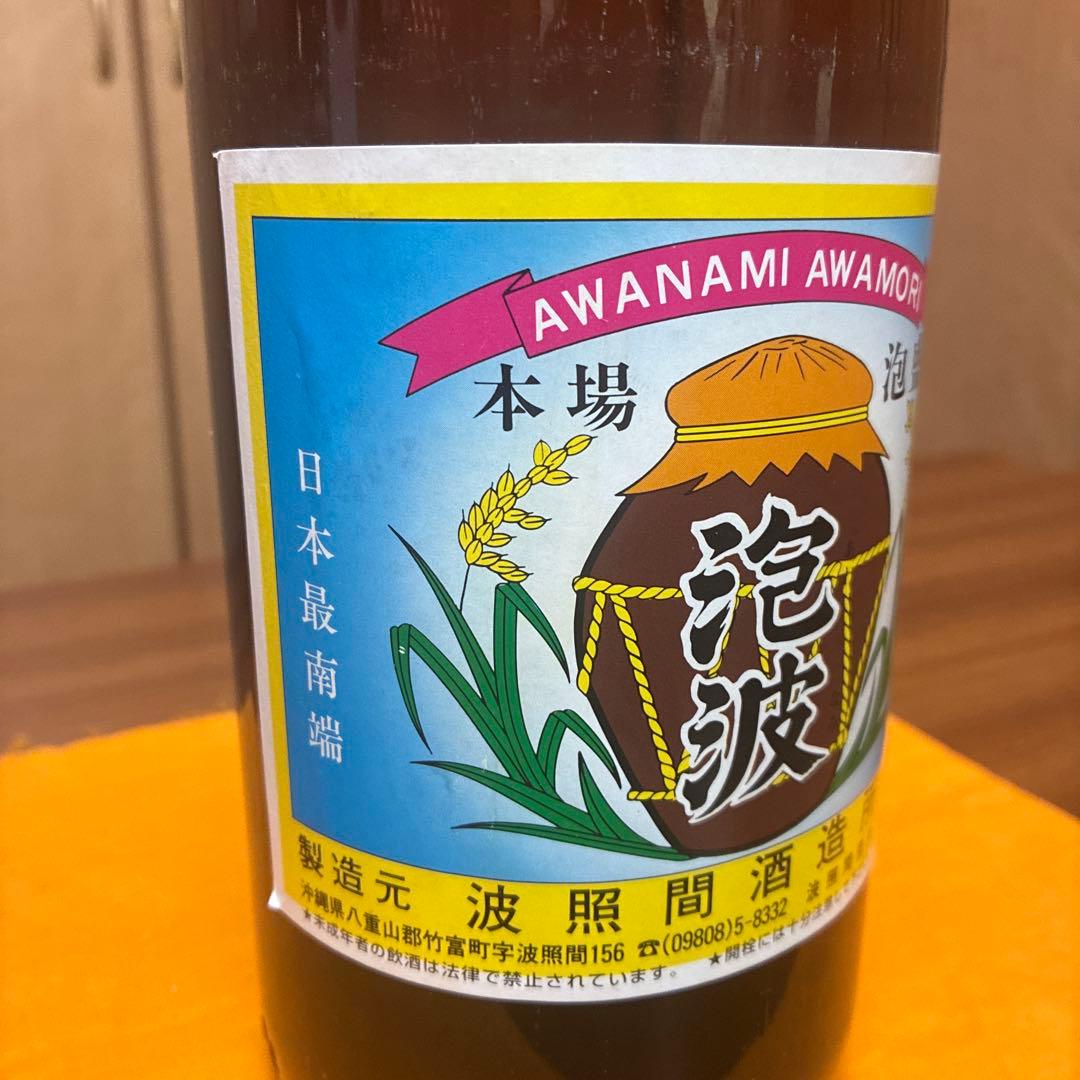 AWANAMI AWAMORI
本場 泡
日本最南端
泡波
製造元 波照間酒造
沖縄県八重山郡竹富町字波照間156 ☎(09808)5-8332 波照間
★未成年者の飲酒は法律で禁止されています。 ★開栓には十分注意